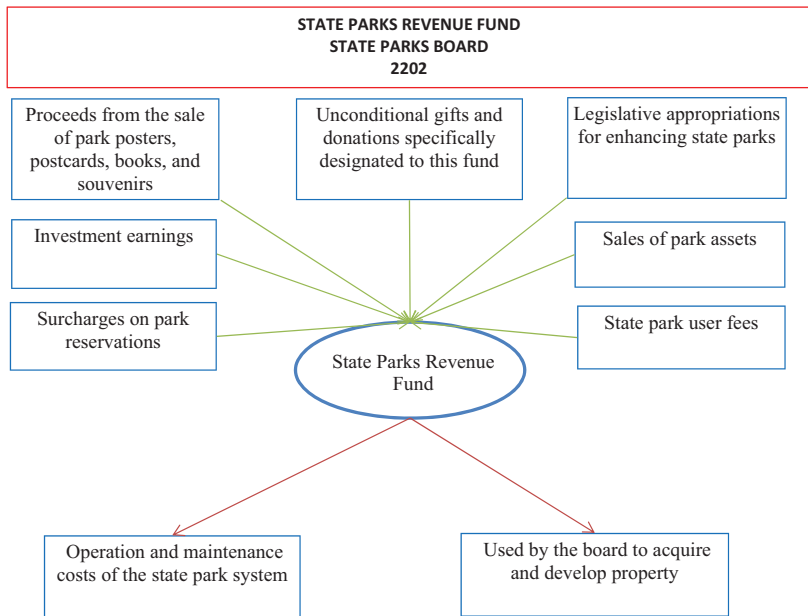 STATE PARKS REVENUE FUND
STATE PARKS BOARD
2202
Proceeds from the sale
of park posters,
postcards, books, and
souvenirs
Unconditional gifts and
donations specifically
designated to this fund
Legislative appropriations
for enhancing state parks
Investment earnings
Sales of park assets
Surcharges on park
reservations
State park user fees
State Parks Revenue
Fund
Operation and maintenance
costs of the state park system
Used by the board to acquire
and develop property